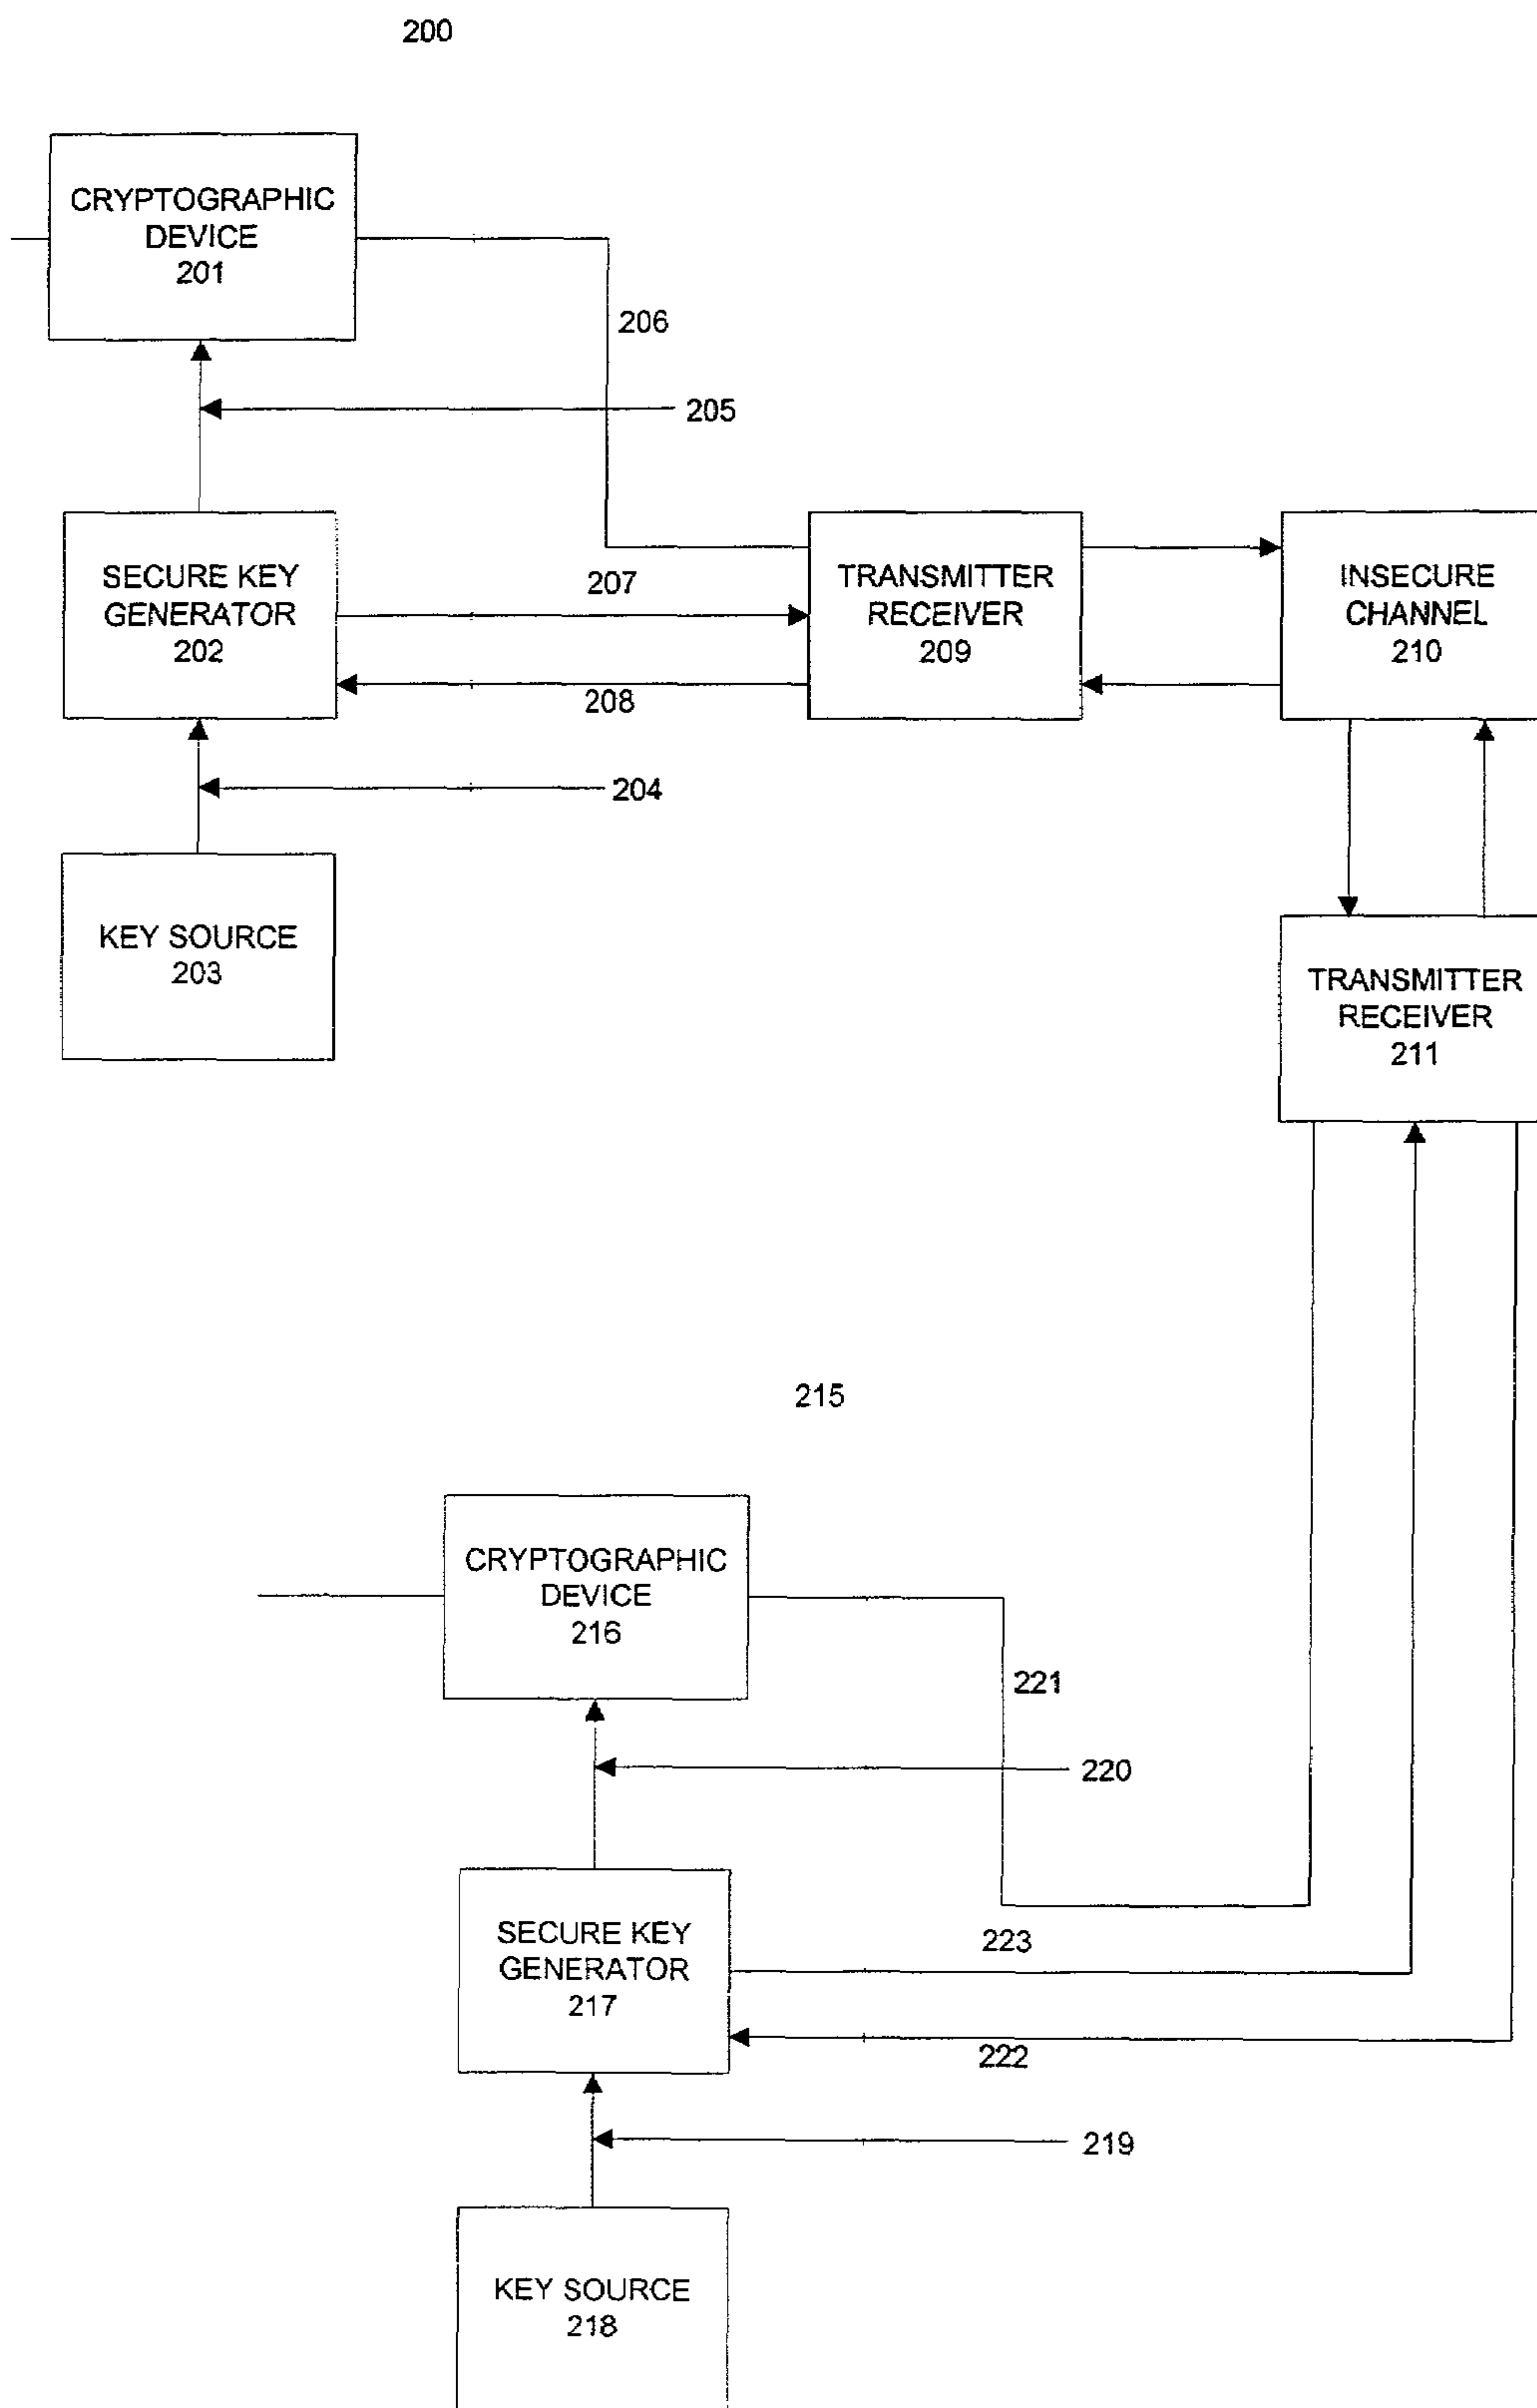 200
CRYPTOGRAPHIC
DEVICE
201
206
205
SECURE KEY
GENERATOR
202
207
208
TRANSMITTER
RECEIVER
209
INSECURE
CHANNEL
210
204
KEY SOURCE
203
TRANSMITTER
RECEIVER
211
215
CRYPTOGRAPHIC
DEVICE
216
221
220
SECURE KEY
GENERATOR
217
223
222
219
KEY SOURCE
218